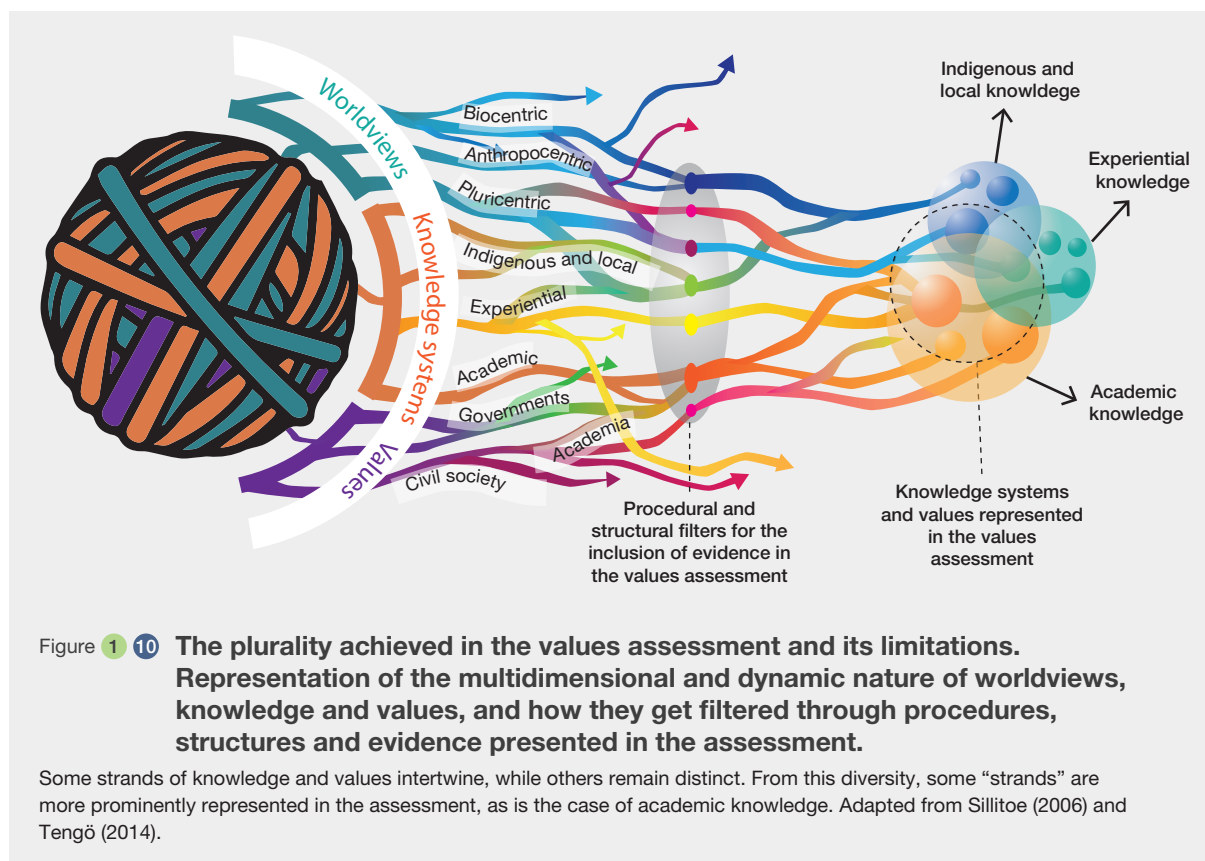 Worldviews
Knowledge systems
Values
Biocentric
Anthropocentric
Pluricentric
Indigenous and local
Experiential
Academic
Governments
Academia
Civil society
Procedural and
structural filters for the
inclusion of evidence in
the values assessment
Indigenous and
local knowldege
Experiential
knowledge
Academic
knowledge
Knowledge systems
and values represented
in the values
assessment
Figure 1 10 The plurality achieved in the values assessment and its limitations.
Representation of the multidimensional and dynamic nature of worldviews,
knowledge and values, and how they get filtered through procedures,
structures and evidence presented in the assessment.
Some strands of knowledge and values intertwine, while others remain distinct. From this diversity, some “strands” are
more prominently represented in the assessment, as is the case of academic knowledge. Adapted from Sillitoe (2006) and
Tengö (2014).